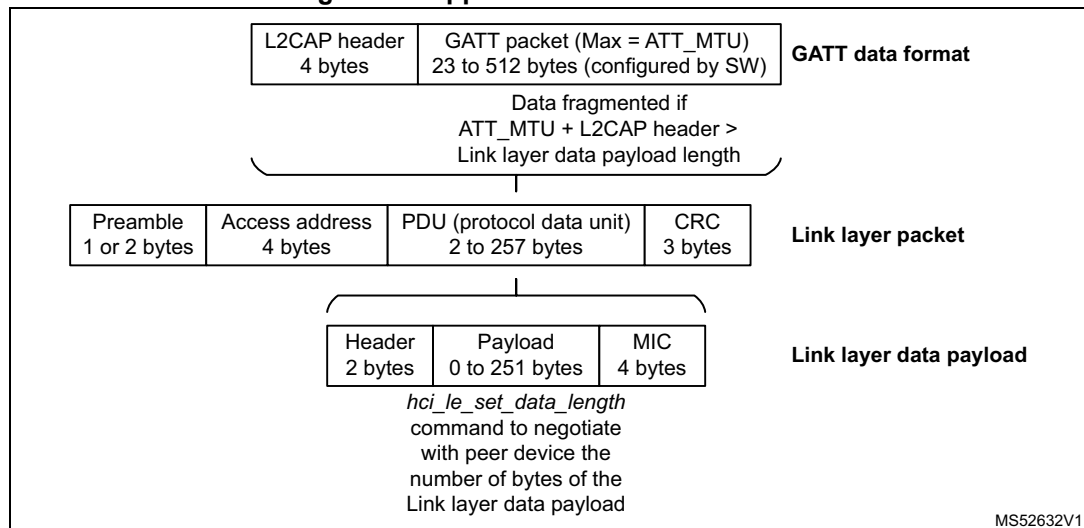 L2CAP header GATT packet (Max = ATT_MTU)
4 bytes 23 to 512 bytes (configured by SW)
GATT data format
Data fragmented if
ATT_MTU + L2CAP header >
Link layer data payload length
Preamble Access address PDU (protocol data unit) CRC
1 or 2 bytes 4 bytes 2 to 257 bytes 3 bytes
Link layer packet
Header Payload MIC
2 bytes 0 to 251 bytes 4 bytes
Link layer data payload
hci_le_set_data_length
command to negotiate
with peer device the
number of bytes of the
Link layer data payload
MS52632V1